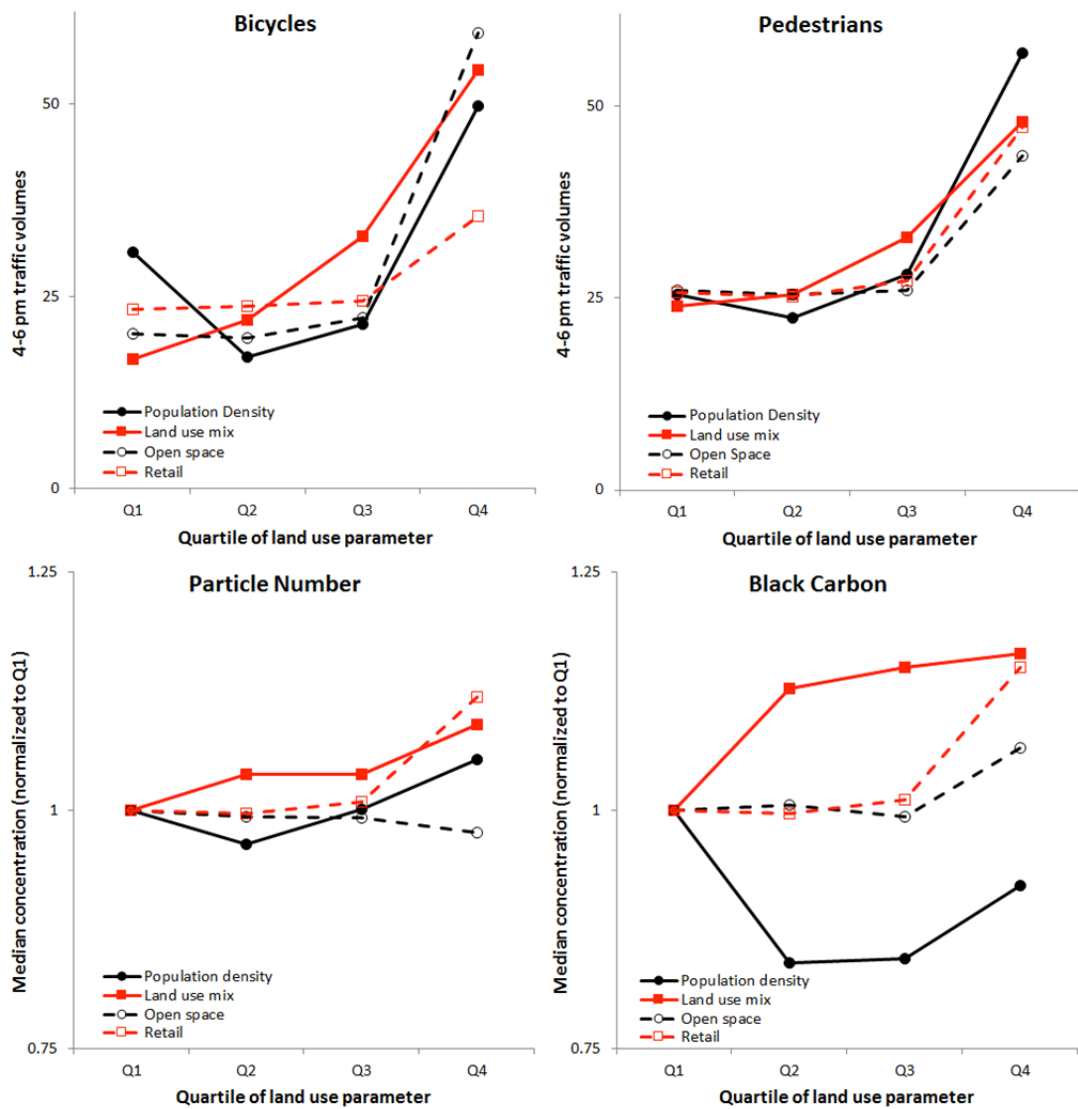 Bicycles
4-6 pm traffic volumes
50
25
0
Population Density
Land use mix
Open space
Retail
Q1 Q2 Q3 Q4
Quartile of land use parameter
Pedestrians
4-6 pm traffic volumes
50
25
0
Population Density
Land use mix
Open Space
Retail
Q1 Q2 Q3 Q4
Quartile of land use parameter
Particle Number
Median concentration (normalized to Q1)
1.25
1
0.75
Population density
Land use mix
Open space
Retail
Q1 Q2 Q3 Q4
Quartile of land use parameter
Black Carbon
Median concentration (normalized to Q1)
1.25
1
0.75
Population density
Land use mix
Open space
Retail
Q1 Q2 Q3 Q4
Quartile of land use parameter